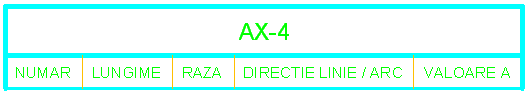 AX-4
NUMAR LUNGIME RAZA DIRECTIE LINIE / ARC VALOARE A